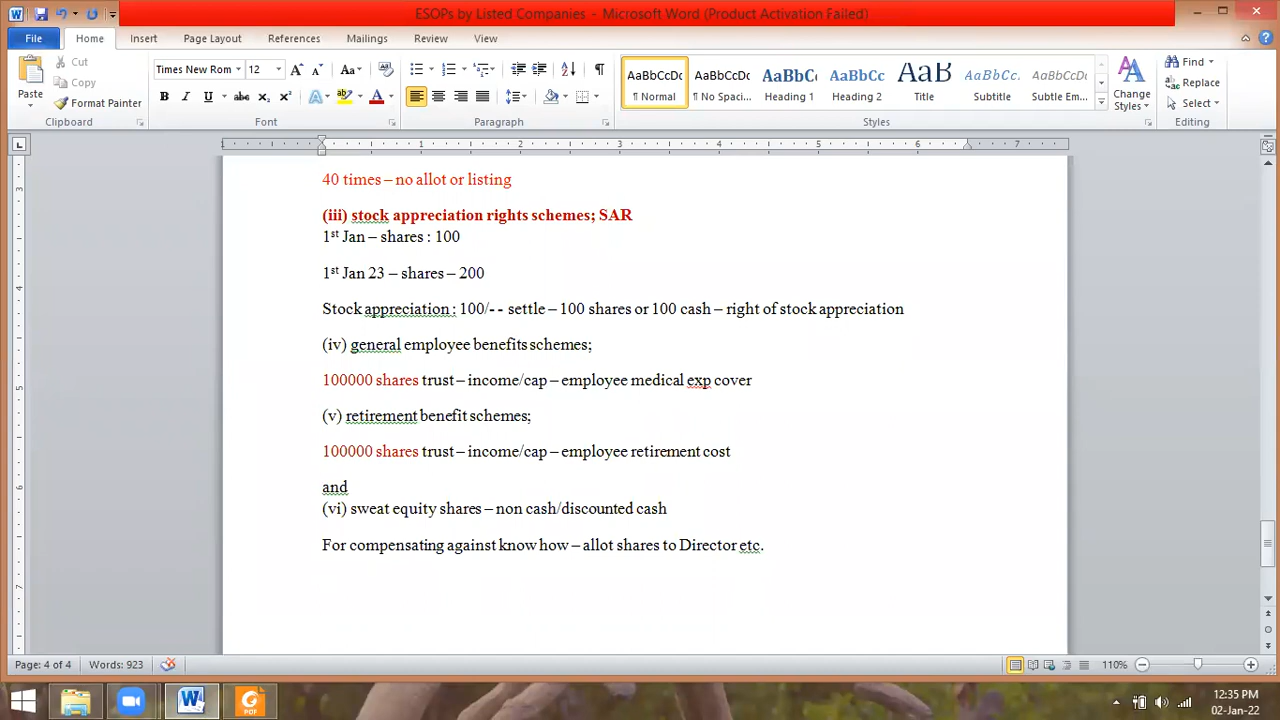 ESOPs by Listed Companies - Microsoft Word (Product Activation Failed)
File Home Insert Page Layout References Mailings Review View
Paste
Cut
Copy
Format Painter
Clipboard
Times New Rom 12
Font
Paragraph
AaBbCcDc AaBbCcDc AaBbC AaBbCc AaBb AaBbCc. AaBbCcDc
¶ Normal ¶ No Spaci... Heading 1 Heading 2 Title Subtitle Subtle Em...
Styles
Change Styles
Find
Replace
Select
Editing
40 times – no allot or listing
(iii) stock appreciation rights schemes; SAR
1st Jan – shares : 100
1st Jan 23 – shares – 200
Stock appreciation : 100/- - settle – 100 shares or 100 cash – right of stock appreciation
(iv) general employee benefits schemes;
100000 shares trust – income/cap – employee medical exp cover
(v) retirement benefit schemes;
100000 shares trust – income/cap – employee retirement cost
and
(vi) sweat equity shares – non cash/discounted cash
For compensating against know how – allot shares to Director etc.
Page: 4 of 4 Words: 923 110%
12:35 PM
02-Jan-22